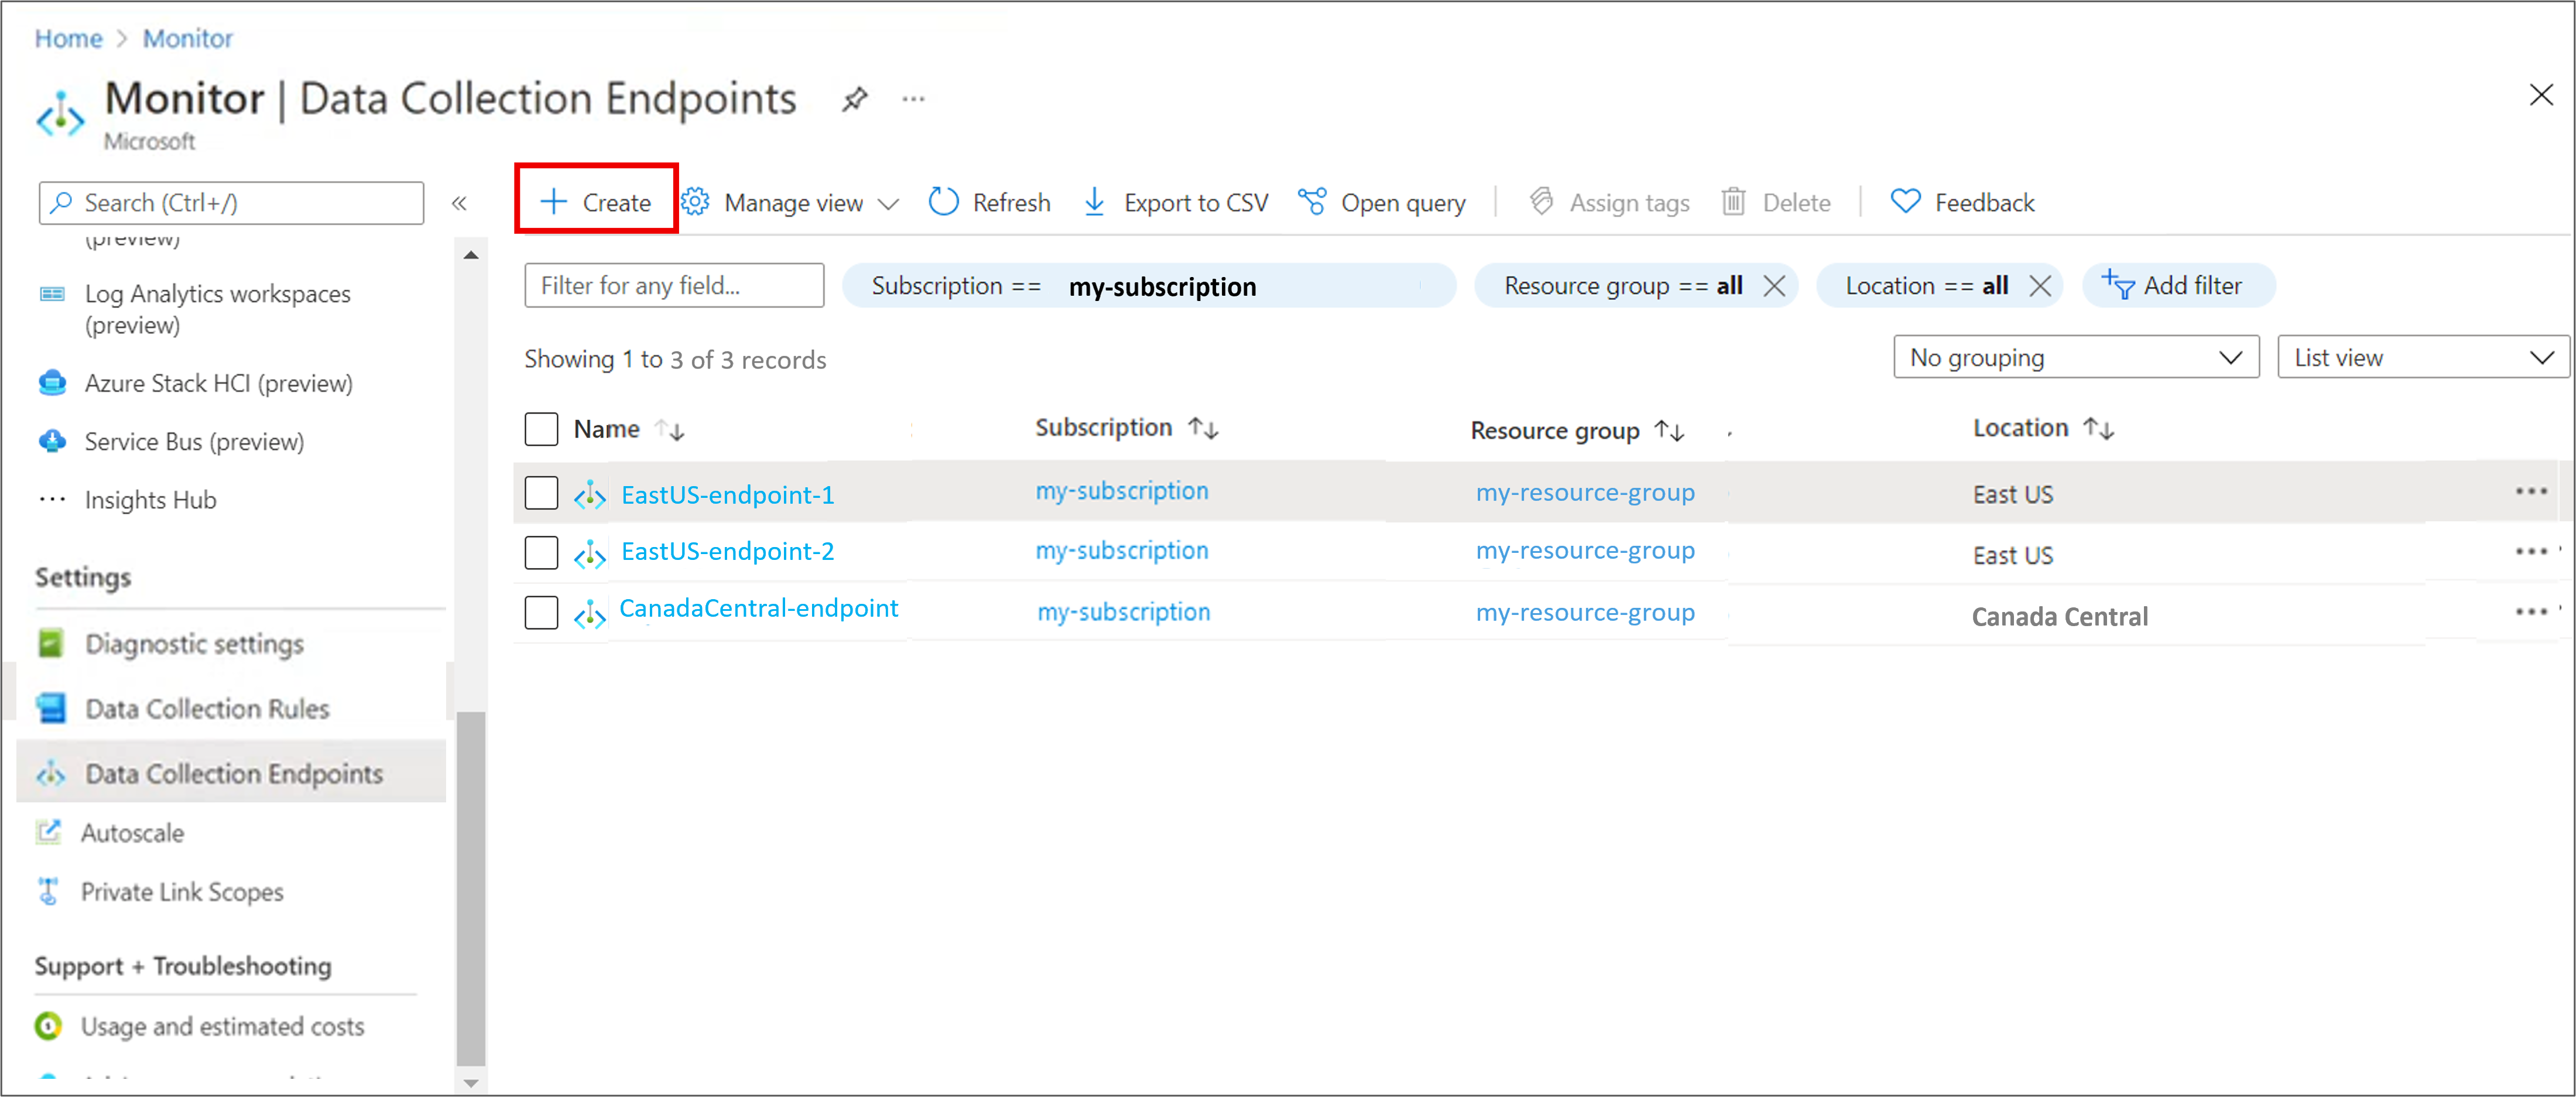 Home > Monitor
Monitor | Data Collection Endpoints ...
Microsoft
Search (Ctrl+/) «
Create
Manage view
Refresh
Export to CSV
Open query
Assign tags
Delete
Feedback
(preview)
Log Analytics workspaces
(preview)
Azure Stack HCI (preview)
Service Bus (preview)
Insights Hub
Settings
Diagnostic settings
Data Collection Rules
Data Collection Endpoints
Autoscale
Private Link Scopes
Support + Troubleshooting
Usage and estimated costs
Filter for any field...
Subscription == my-subscription
Resource group == all
Location == all
Add filter
Showing 1 to 3 of 3 records
No grouping
List view
Name Subscription Resource group Location
EastUS-endpoint-1 my-subscription my-resource-group East US
EastUS-endpoint-2 my-subscription my-resource-group East US
CanadaCentral-endpoint my-subscription my-resource-group Canada Central